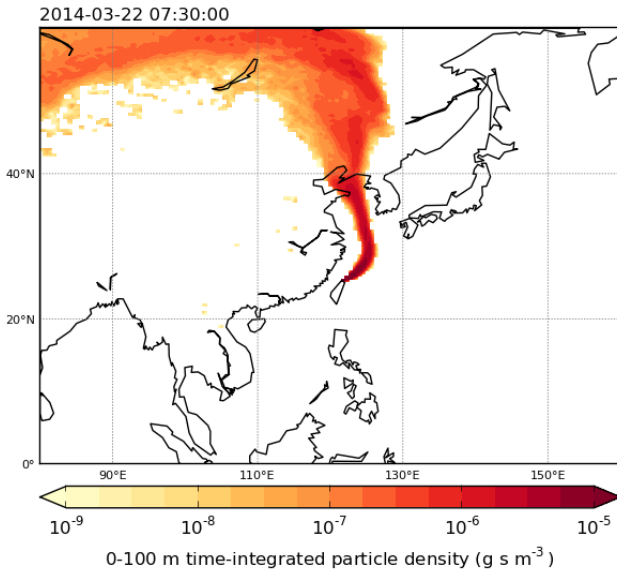 2014-03-22 07:30:00
40°N
20°N
0°
90°E 110°E 130°E 150°E
10⁻⁹ 10⁻⁸ 10⁻⁷ 10⁻⁶ 10⁻⁵
0-100 m time-integrated particle density (g s m⁻³ )